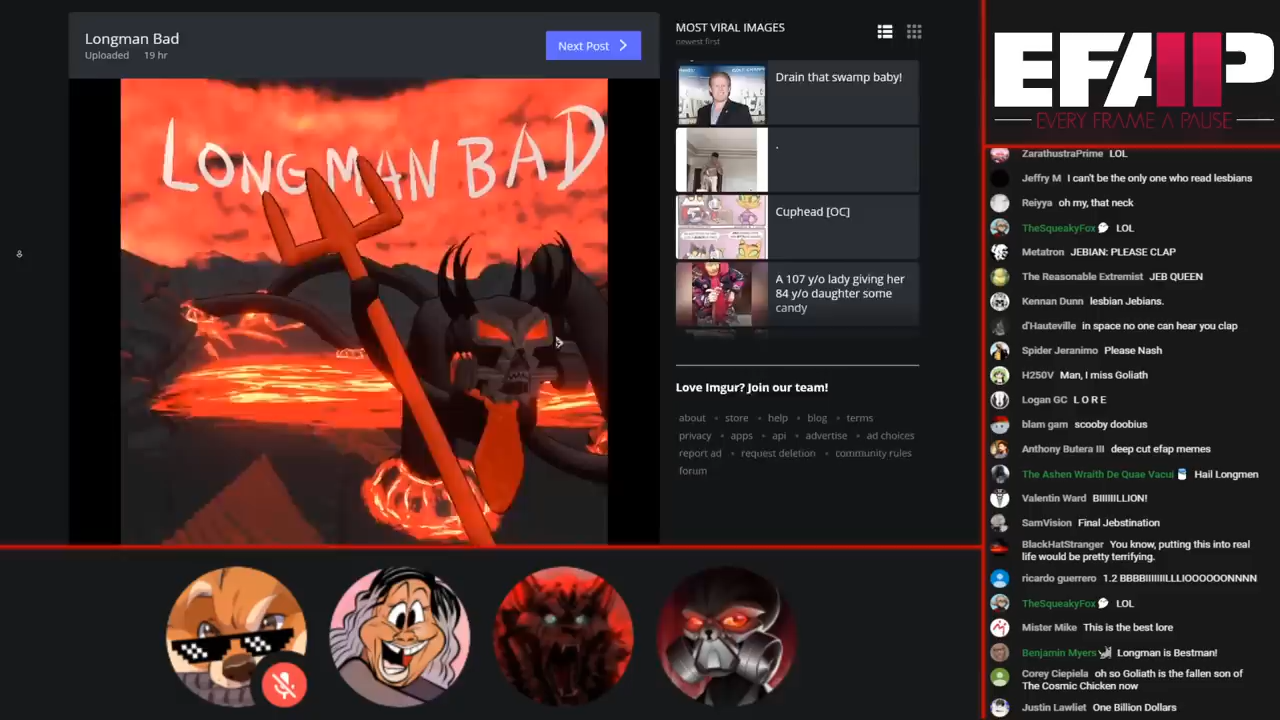 Longman Bad
Uploaded 19 hr
Next Post
LONG MAN BAD
MOST VIRAL IMAGES
newest first
Drain that swamp baby!
.
Cuphead [OC]
A 107 y/o lady giving her
84 y/o daughter some
candy
Love Imgur? Join our team!
about • store • help • blog • terms
privacy • apps • api • advertise • ad choices
report ad • request deletion • community rules
forum
EFAP
EVERY FRAME A PAUSE
ZarathustraPrime LOL
Jeffry M I can't be the only one who read lesbians
Reiyya oh my, that neck
TheSqueakyFox LOL
Metatron JEBIAN: PLEASE CLAP
The Reasonable Extremist JEB QUEEN
Kennan Dunn lesbian Jebians.
d'Hauteville in space no one can hear you clap
Spider Jeranimo Please Nash
H250V Man, I miss Goliath
Logan GC L O R E
blam gam scooby doobius
Anthony Butera III deep cut efap memes
The Ashen Wraith De Quae Vacui Hail Longmen
Valentin Ward BIIIIIILLION!
SamVision Final Jebstination
BlackHatStranger You know, putting this into real
life would be pretty terrifying.
ricardo guerrero 1.2 BBBBIIIIIIIILLLIOOOOOONNNN
TheSqueakyFox LOL
Mister Mike This is the best lore
Benjamin Myers Longman is Bestman!
Corey Ciepiela oh so Goliath is the fallen son of
The Cosmic Chicken now
Justin Lawliet One Billion Dollars